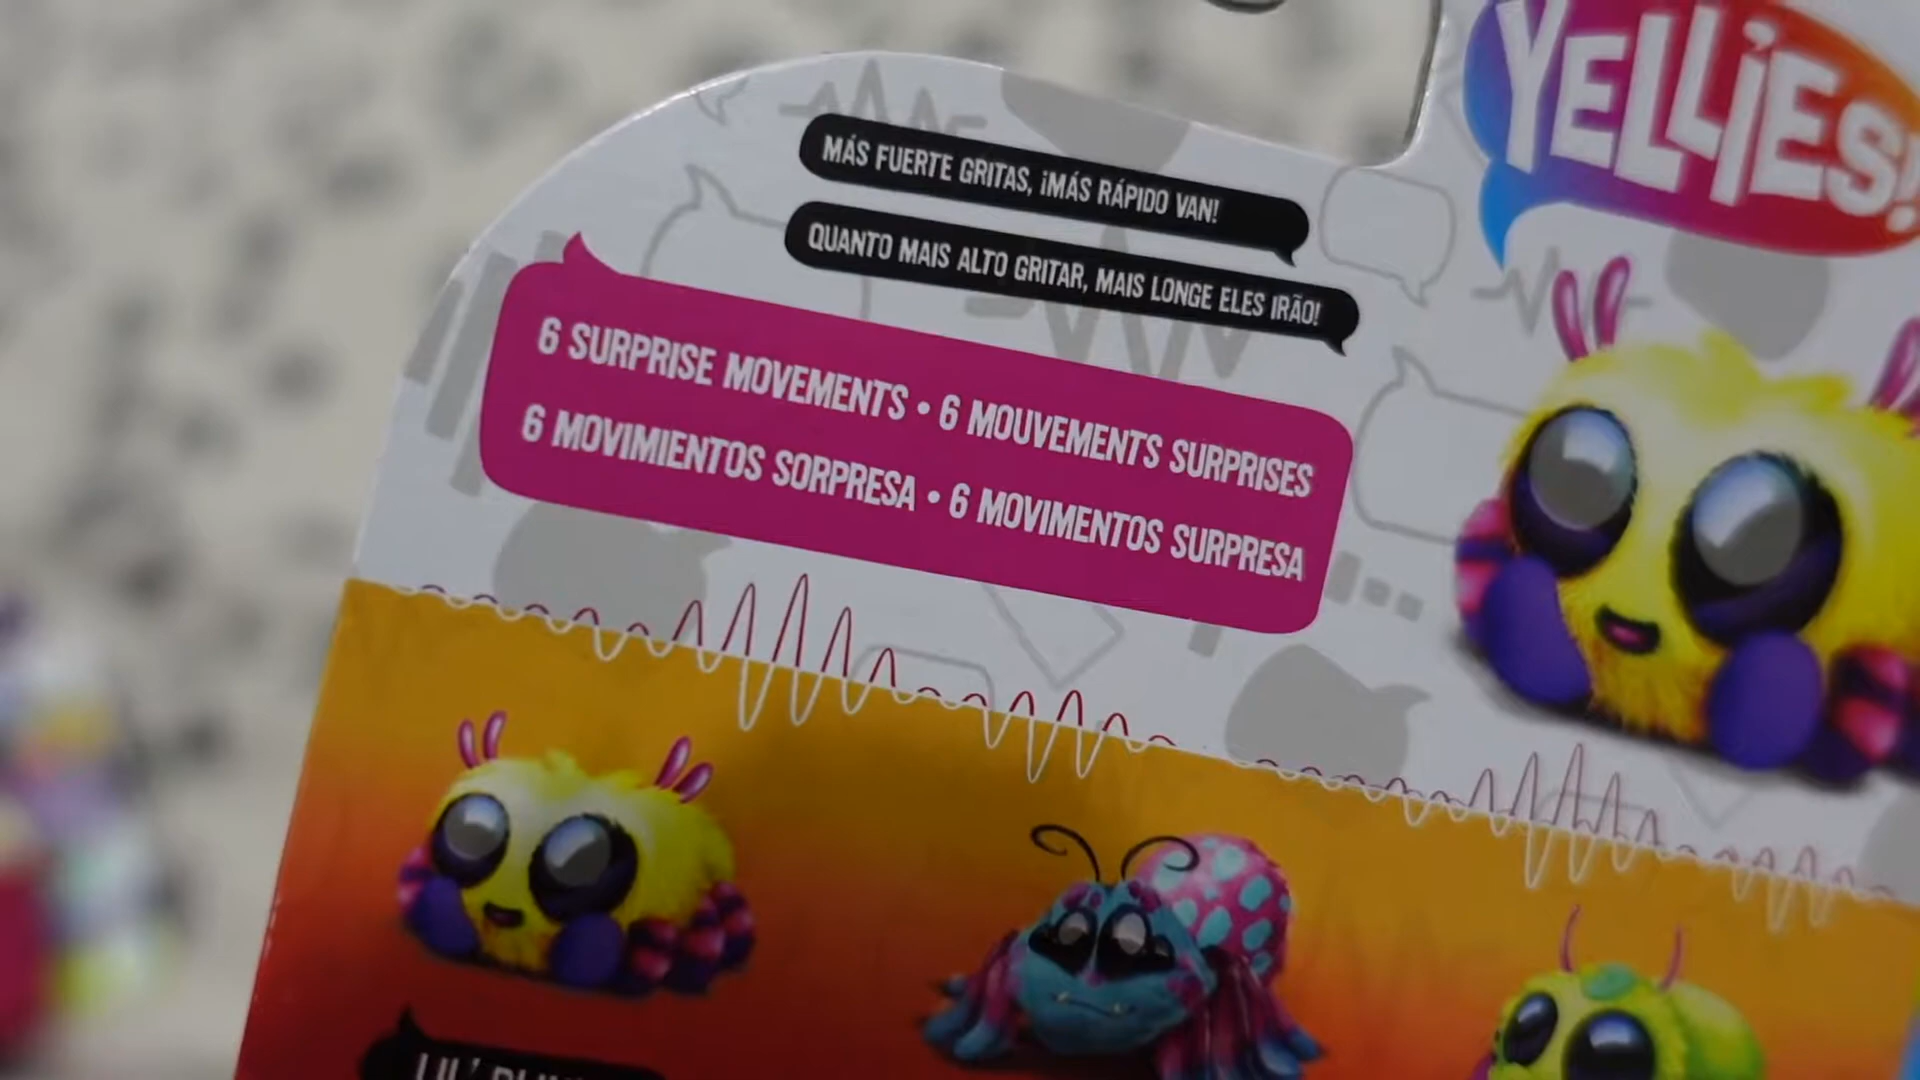 YELLIES!
MÁS FUERTE GRITAS, ¡MÁS RÁPIDO VAN!
QUANTO MAIS ALTO GRITAR, MAIS LONGE ELES IRÃO!
6 SURPRISE MOVEMENTS • 6 MOUVEMENTS SURPRISES
6 MOVIMIENTOS SORPRESA • 6 MOVIMENTOS SURPRESA
LIL'